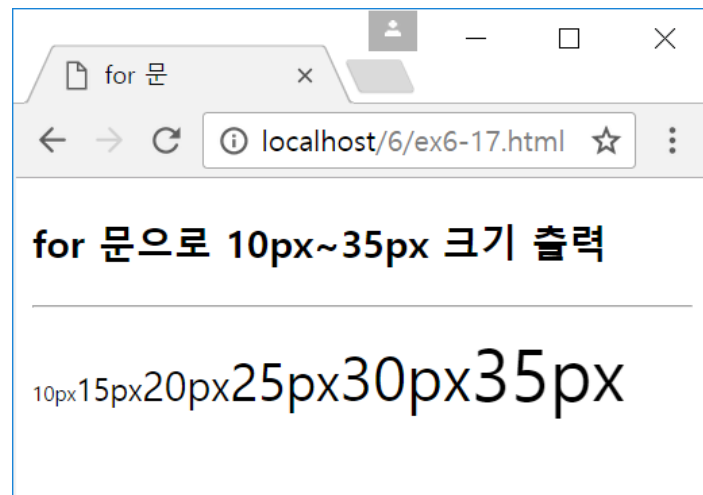 for 문
localhost/6/ex6-17.html
for 문으로 10px~35px 크기 출력
10px15px20px25px30px35px